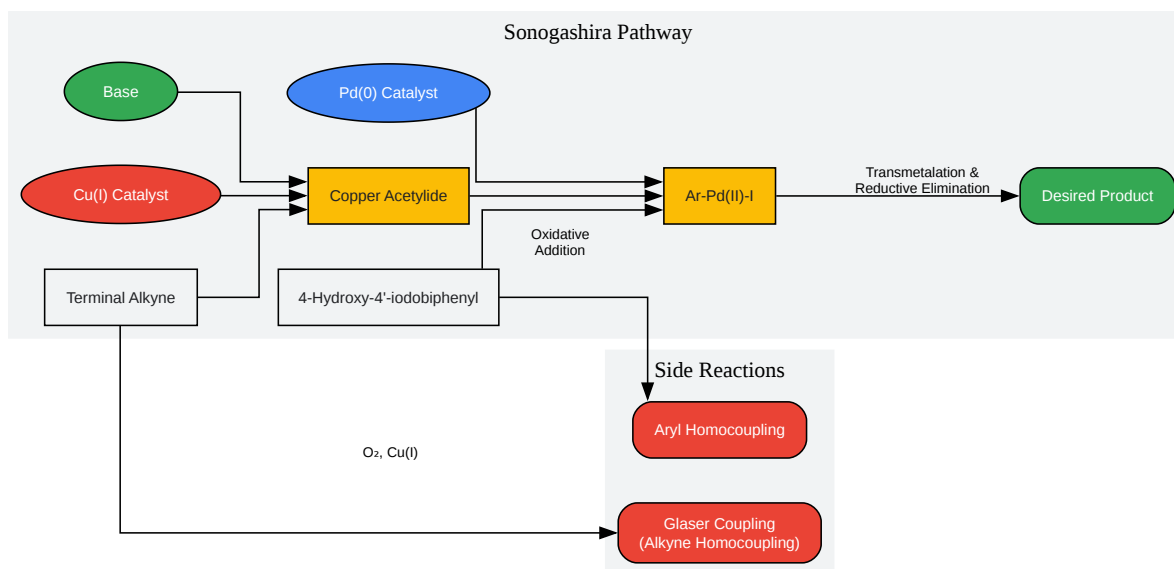 Sonogashira Pathway
Base
Pd(0) Catalyst
Cu(I) Catalyst
Copper Acetylide
Ar-Pd(II)-I
Transmetalation &
Reductive Elimination
Desired Product
Oxidative
Addition
Terminal Alkyne
4-Hydroxy-4'-iodobiphenyl
Side Reactions
Aryl Homocoupling
O₂, Cu(I)
Glaser Coupling
(Alkyne Homocoupling)